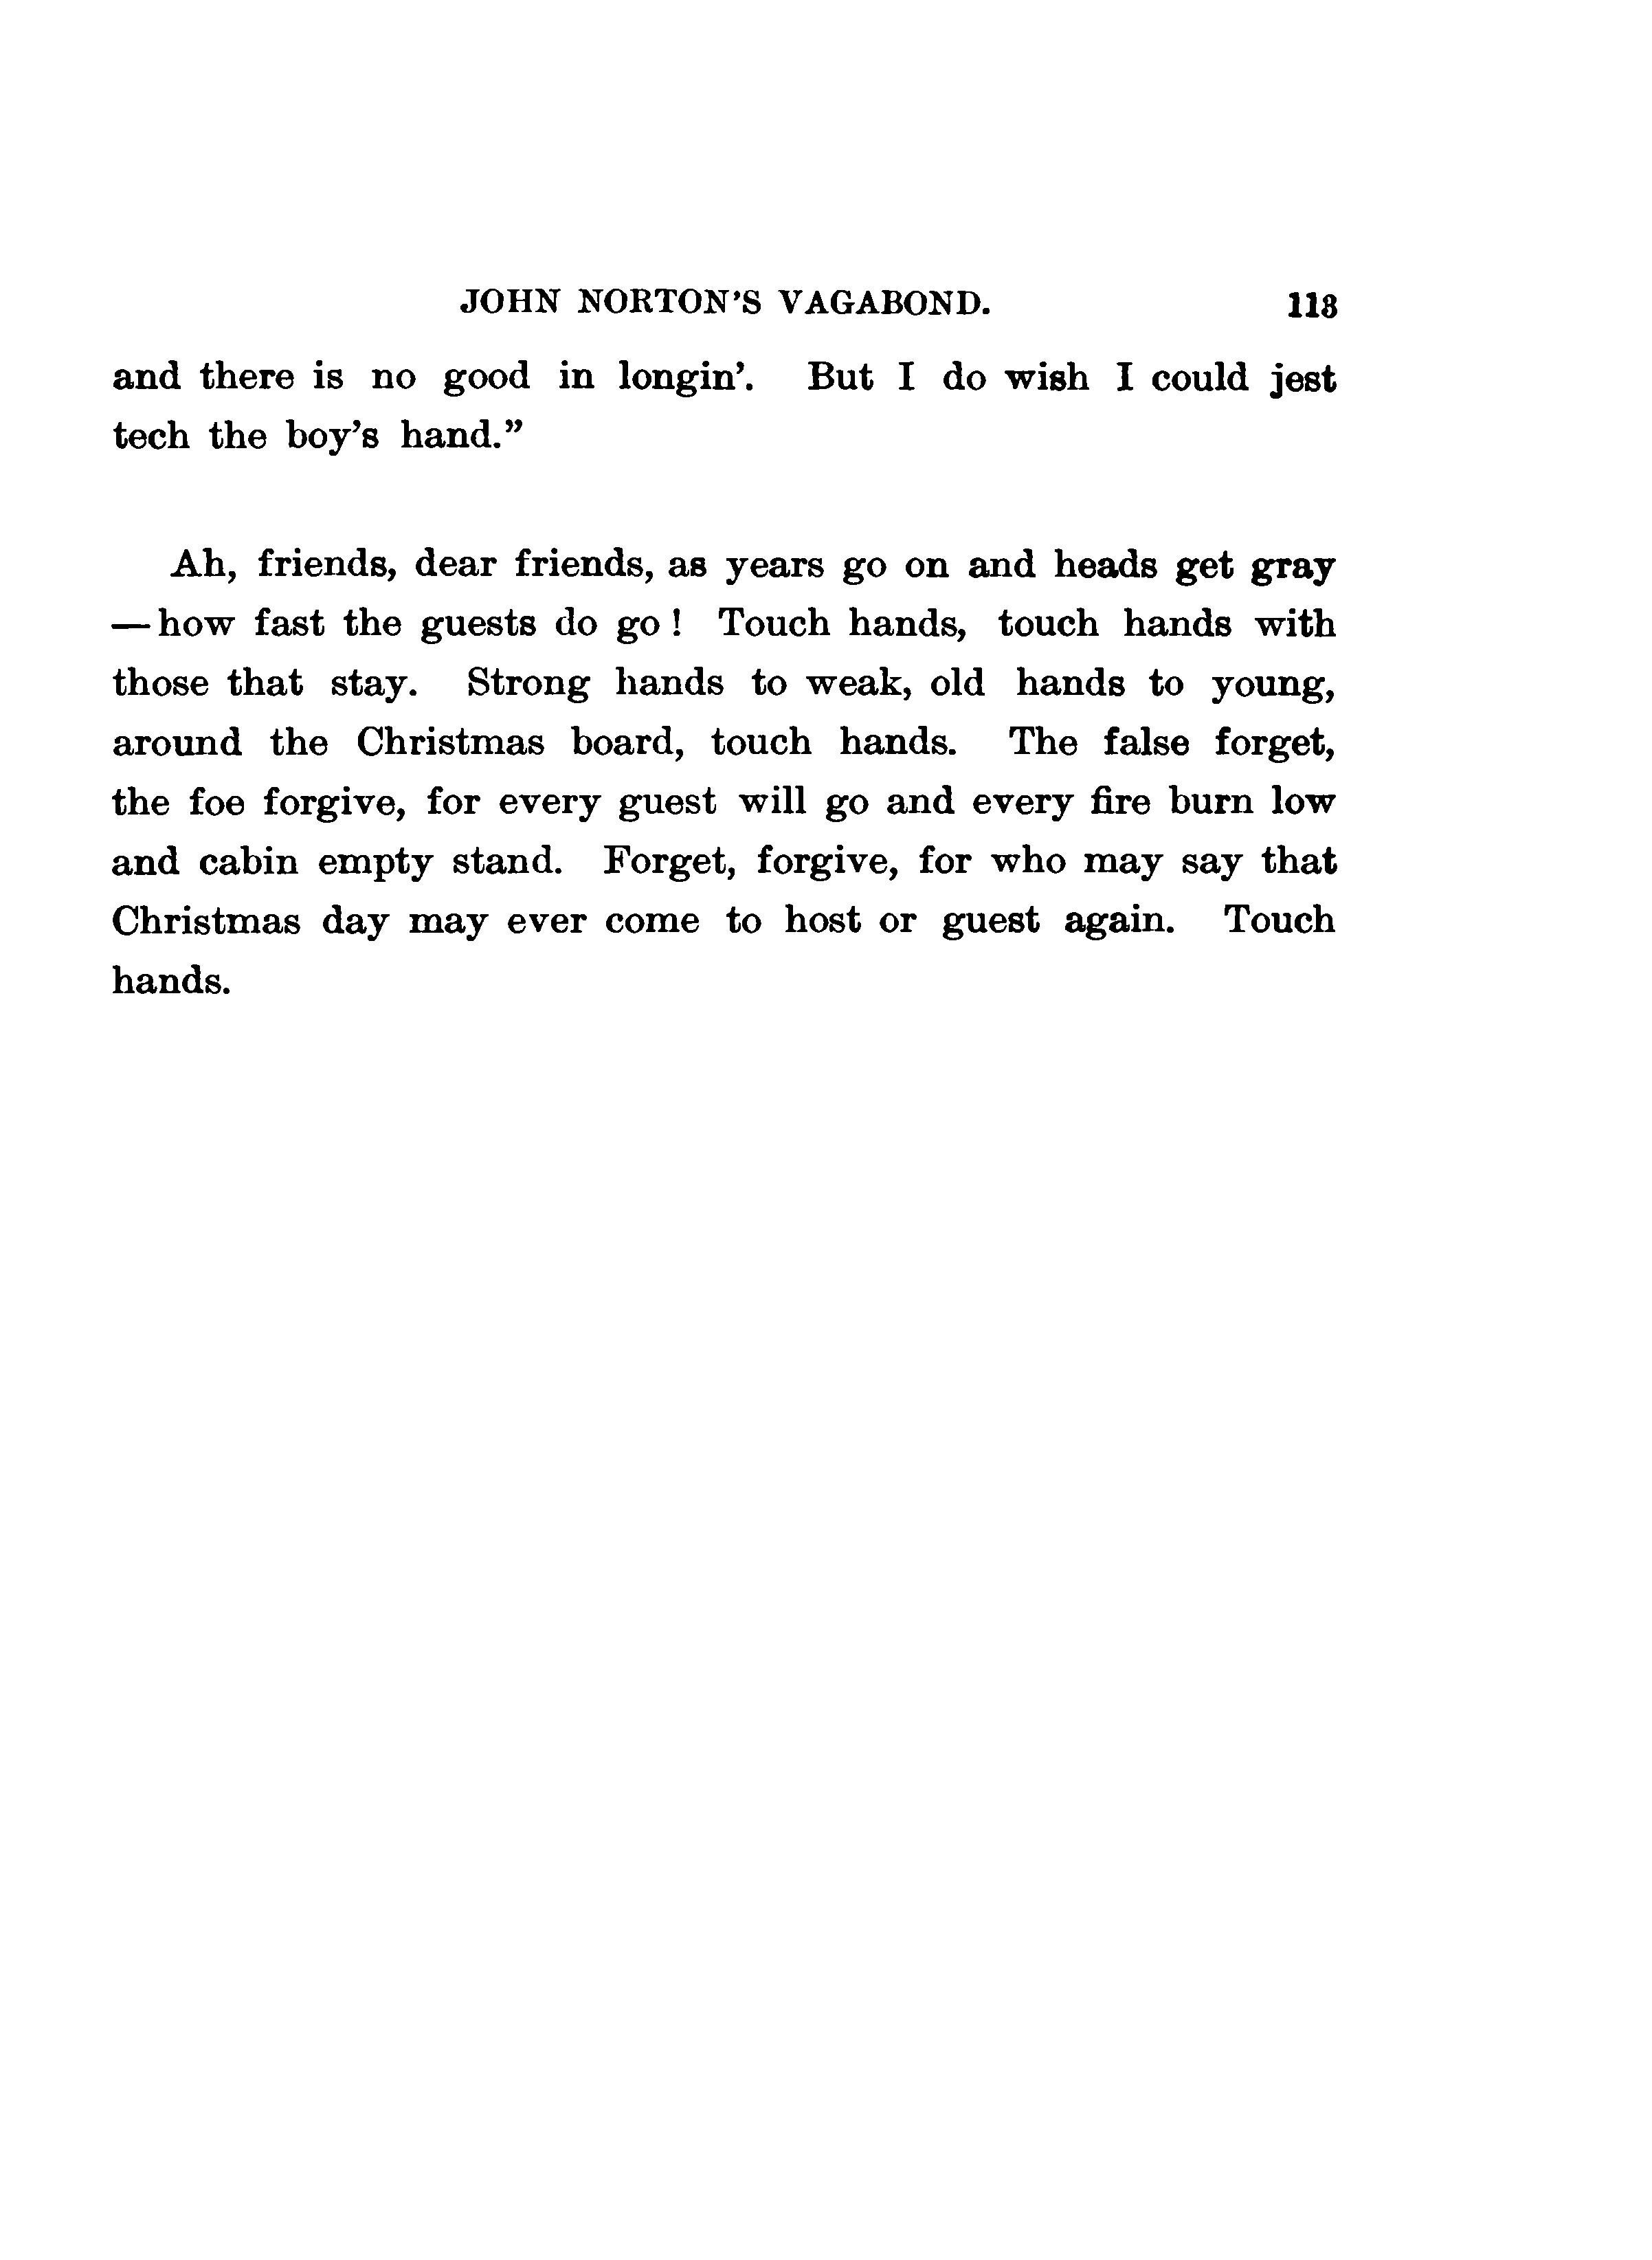 JOHN NORTON'S VAGABOND. 113
and there is no good in longin'. But I do wish I could jest
tech the boy's hand."
Ah, friends, dear friends, as years go on and heads get gray
—how fast the guests do go! Touch hands, touch hands with
those that stay. Strong hands to weak, old hands to young,
around the Christmas board, touch hands. The false forget,
the foe forgive, for every guest will go and every fire burn low
and cabin empty stand. Forget, forgive, for who may say that
Christmas day may ever come to host or guest again. Touch
hands.